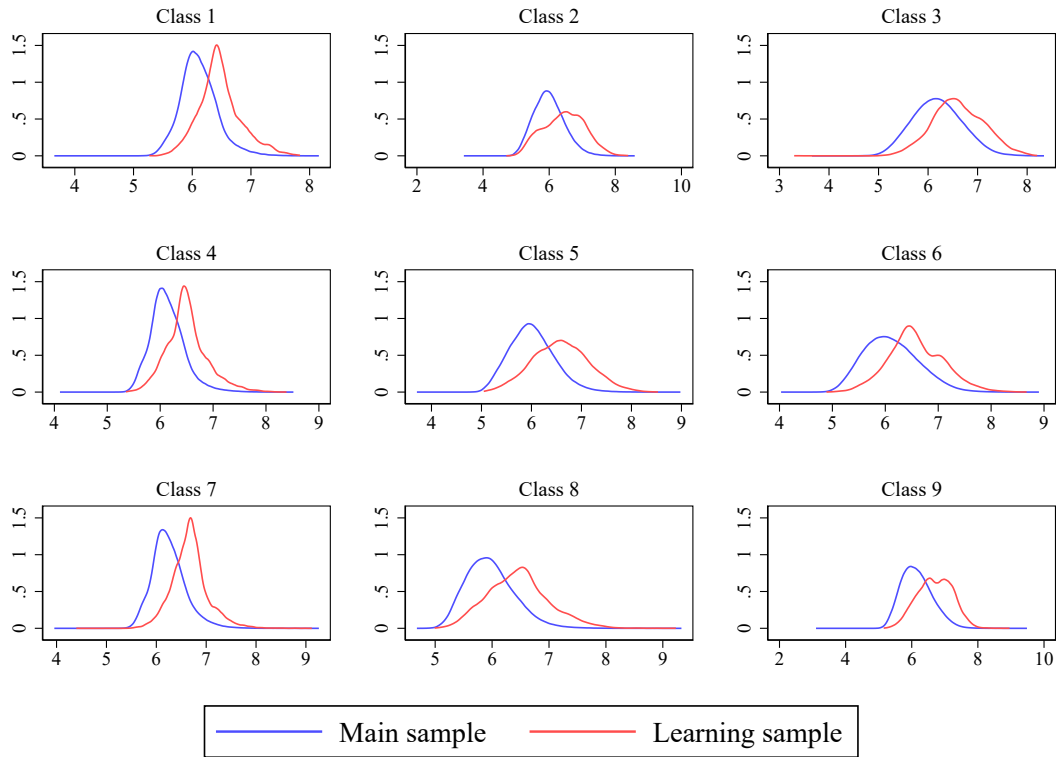 Class 1
Class 2
Class 3
0 .5 1 1.5
4 5 6 7 8
0 .5 1 1.5
2 4 6 8 10
0 .5 1 1.5
3 4 5 6 7 8
Class 4
Class 5
Class 6
0 .5 1 1.5
4 5 6 7 8 9
0 .5 1 1.5
4 5 6 7 8 9
0 .5 1 1.5
4 5 6 7 8 9
Class 7
Class 8
Class 9
0 .5 1 1.5
4 5 6 7 8 9
0 .5 1 1.5
5 6 7 8 9
0 .5 1 1.5
2 4 6 8 10
Main sample
Learning sample